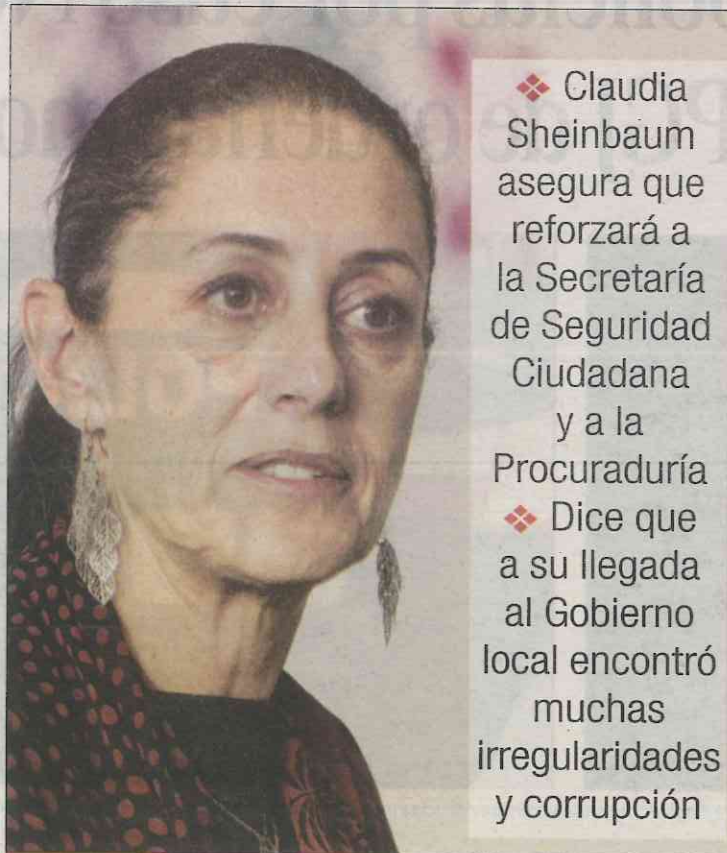 ❖ Claudia
Sheinbaum
asegura que
reforzará a
la Secretaría
de Seguridad
Ciudadana
y a la
Procuraduría
❖ Dice que
a su llegada
al Gobierno
local encontró
muchas
irregularidades
y corrupción